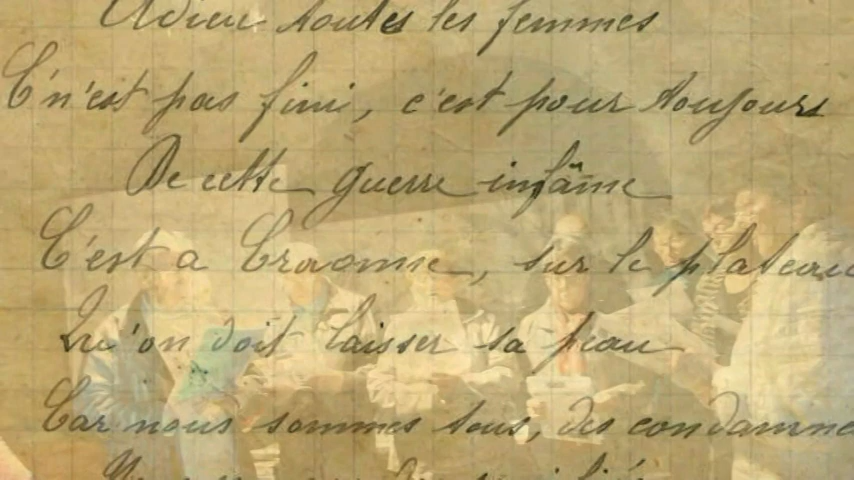 Adieu toutes les femmes
C'n'est pas fini, c'est pour toujours
De cette guerre infâme
C'est a Craonne, sur le plateau
Qu'on doit laisser sa peau
Car nous sommes tous, des condamné